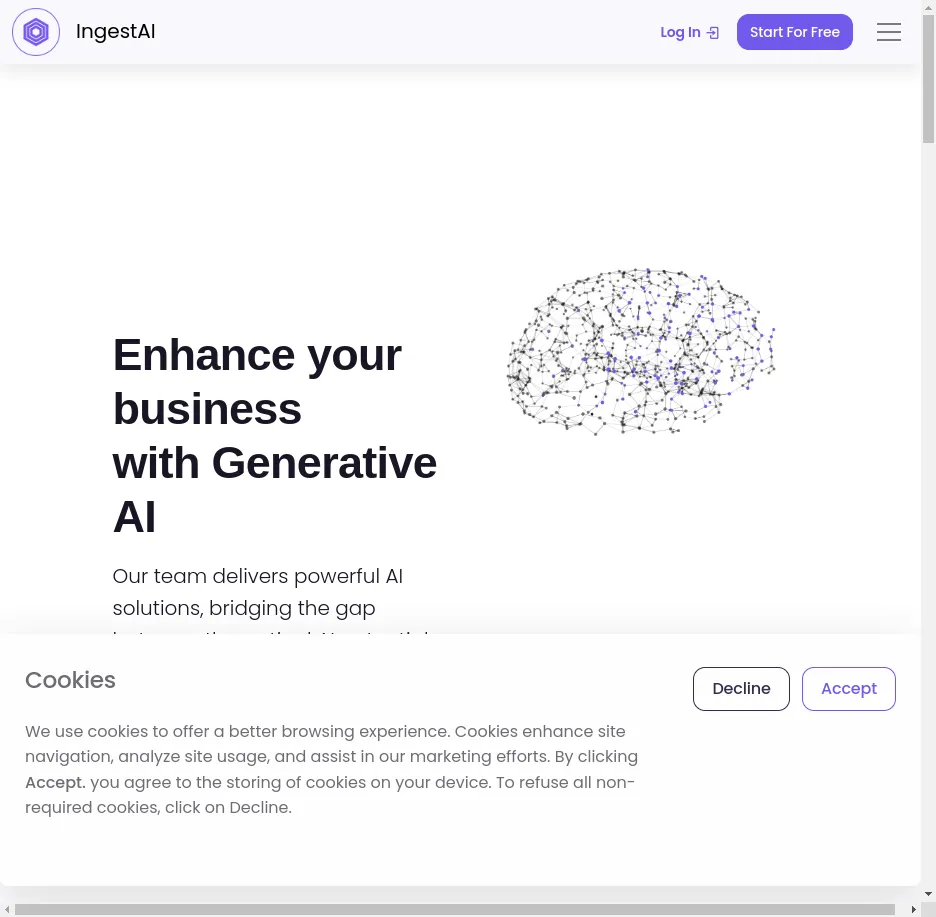 IngestAI
Log In
Start For Free
Enhance your
business
with Generative
AI
Our team delivers powerful AI
solutions, bridging the gap
Cookies
Decline
Accept
We use cookies to offer a better browsing experience. Cookies enhance site
navigation, analyze site usage, and assist in our marketing efforts. By clicking
Accept. you agree to the storing of cookies on your device. To refuse all non-
required cookies, click on Decline.